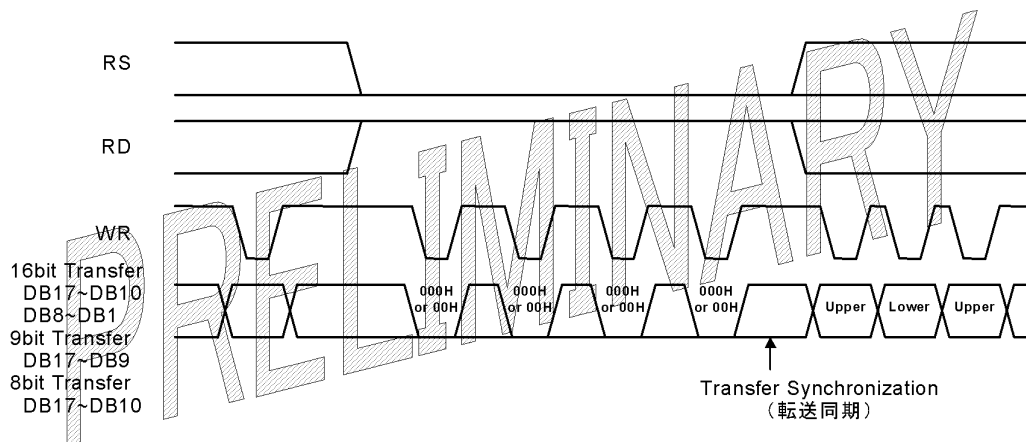 RS
RD
WR
16bit Transfer
DB17~DB10
DB8~DB1
9bit Transfer
DB17~DB9
8bit Transfer
DB17~DB10
000H
or 00H
000H
or 00H
000H
or 00H
000H
or 00H
Upper
Lower
Upper
Transfer Synchronization
（転送同期）
PRELIMINARY